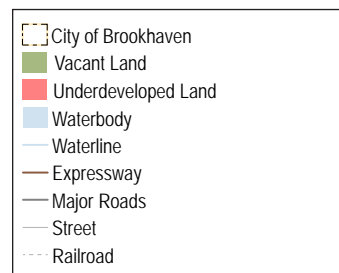 City of Brookhaven
Vacant Land
Underdeveloped Land
Waterbody
Waterline
Expressway
Major Roads
Street
Railroad